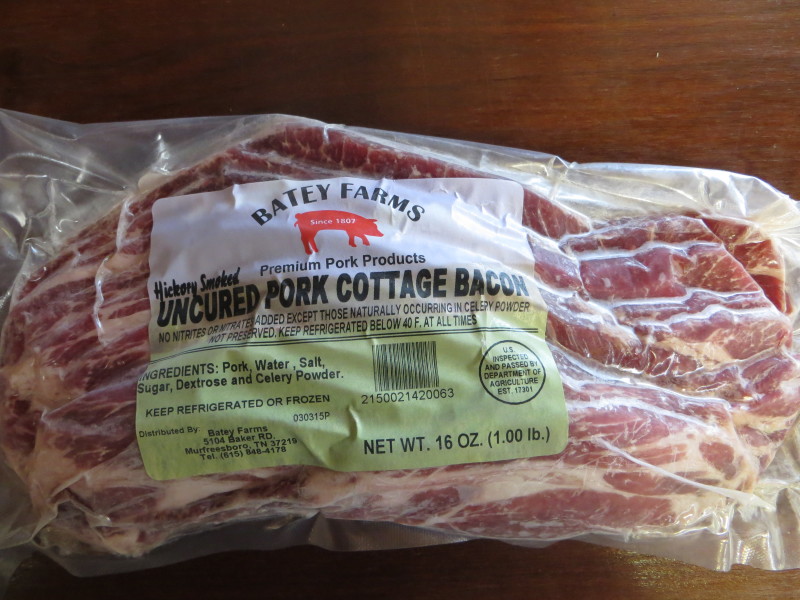 BATEY FARMS
Since 1807
Premium Pork Products
Hickory Smoked
UNCURED PORK COTTAGE BACON
NO NITRITES OR NITRATES ADDED EXCEPT THOSE NATURALLY OCCURRING IN CELERY POWDER
NOT PRESERVED, KEEP REFRIGERATED BELOW 40 F. AT ALL TIMES
INGREDIENTS: Pork, Water , Salt,
Sugar, Dextrose and Celery Powder.
KEEP REFRIGERATED OR FROZEN
030315P
Distributed By: Batey Farms
5104 Baker RD.
Murfreesboro, TN 37219
Tel. (615) 848-4178
2150021420063
U.S.
INSPECTED
AND PASSED BY
DEPARTMENT OF
AGRICULTURE
EST. 17301
NET WT. 16 OZ. (1.00 lb.)